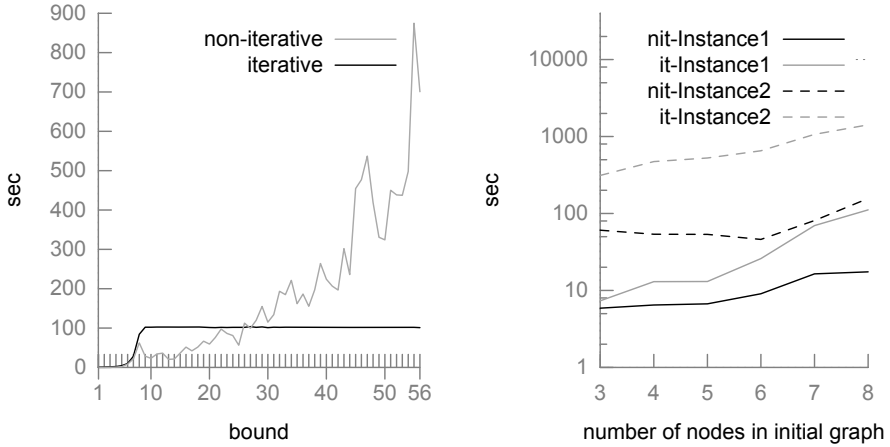 900
800
700
600
500
400
300
200
100
0
sec
non-iterative
iterative
1 10 20 30 40 50 56
bound
10000
1000
100
10
1
sec
nit-Instance1
it-Instance1
nit-Instance2
it-Instance2
3 4 5 6 7 8
number of nodes in initial graph